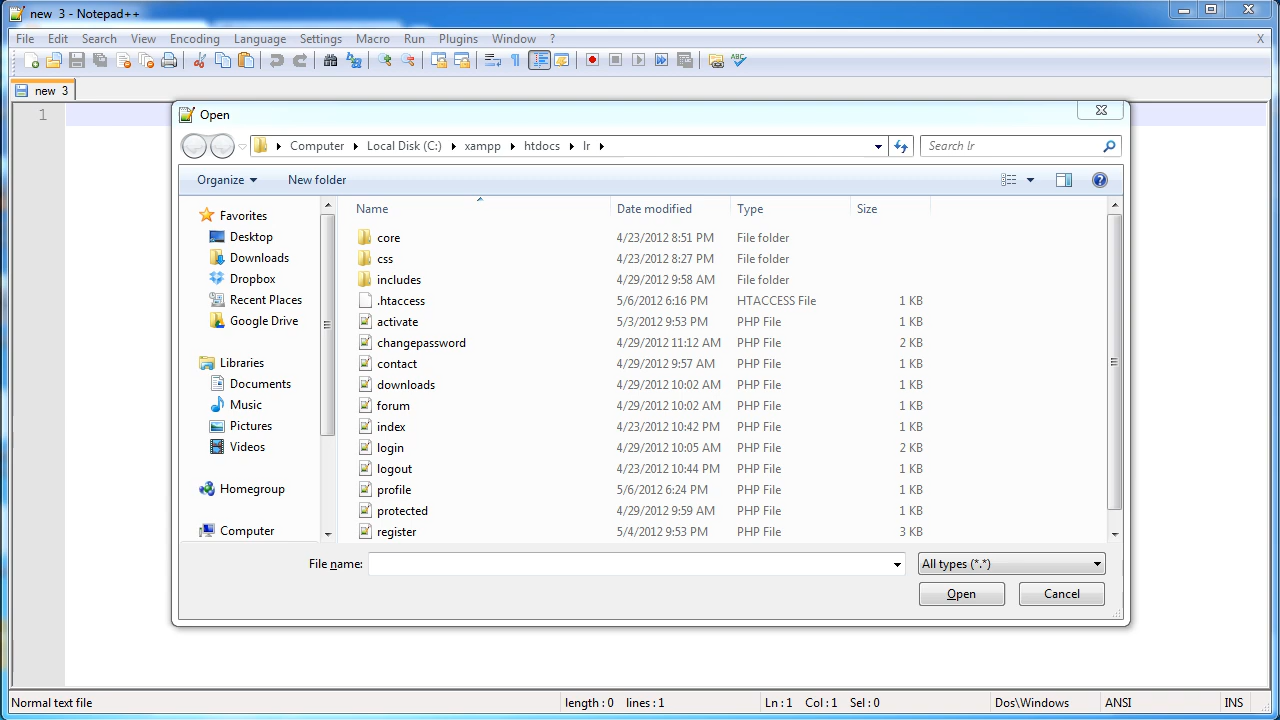 new 3 - Notepad++
File Edit Search View Encoding Language Settings Macro Run Plugins Window ? X
new 3
1
Open
Computer Local Disk (C:) xampp htdocs lr Search lr
Organize New folder
Name Date modified Type Size
Favorites
Desktop
Downloads
Dropbox
Recent Places
Google Drive
Libraries
Documents
Music
Pictures
Videos
Homegroup
Computer
core 4/23/2012 8:51 PM File folder
css 4/23/2012 8:27 PM File folder
includes 4/29/2012 9:58 AM File folder
.htaccess 5/6/2012 6:16 PM HTACCESS File 1 KB
activate 5/3/2012 9:53 PM PHP File 1 KB
changepassword 4/29/2012 11:12 AM PHP File 2 KB
contact 4/29/2012 9:57 AM PHP File 1 KB
downloads 4/29/2012 10:02 AM PHP File 1 KB
forum 4/29/2012 10:02 AM PHP File 1 KB
index 4/23/2012 10:42 PM PHP File 1 KB
login 4/29/2012 10:05 AM PHP File 2 KB
logout 4/23/2012 10:44 PM PHP File 1 KB
profile 5/6/2012 6:24 PM PHP File 1 KB
protected 4/29/2012 9:59 AM PHP File 1 KB
register 5/4/2012 9:53 PM PHP File 3 KB
File name: All types (*.*)
Open Cancel
Normal text file length : 0 lines : 1 Ln : 1 Col : 1 Sel : 0 Dos\Windows ANSI INS